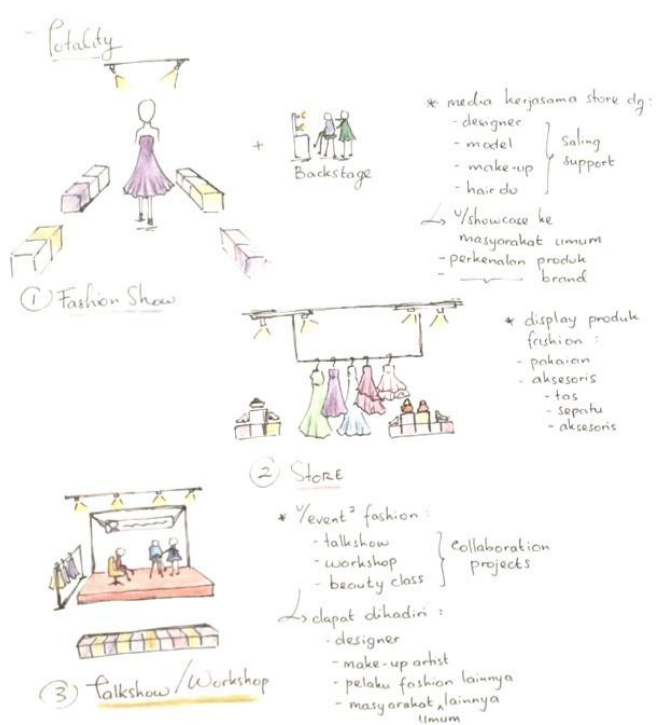 - Totality
+
Backstage
* media kerjasama store dg:
- designer
- model
- make-up
- hair do
saling
support
↳ u/showcase ke
masyarakat umum
- perkenalan produk
- brand
① Fashion Show
* display produk
fashion :
- pakaian
- aksesoris
- tas
- sepatu
- aksesoris
② STORE
* u/event² fashion :
- talkshow
- workshop
- beauty class
Collaboration
projects
↳ dapat dihadiri :
- designer
- make-up artist
- pelaku fashion lainnya
- masyarakat umum lainnya
③ Talkshow/Workshop